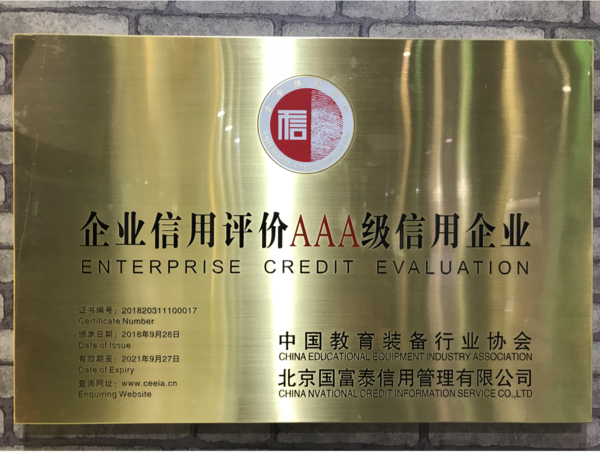 信
企业信用评价AAA级信用企业
ENTERPRISE CREDIT EVALUATION
证书编号：201820311100017
Certificate Number
颁发日期：2018年9月28日
Date of Issue
有效期至：2021年9月27日
Date of Expiry
查询网址：www.ceeia.cn
Enquiring Website
中国教育装备行业协会
CHINA EDUCATIONAL EQUIPMENT INDUSTRY ASSOCIATION
北京国富泰信用管理有限公司
CHINA NVATIONAL CREDIT INFORMATION SERVICE CO.,LTD